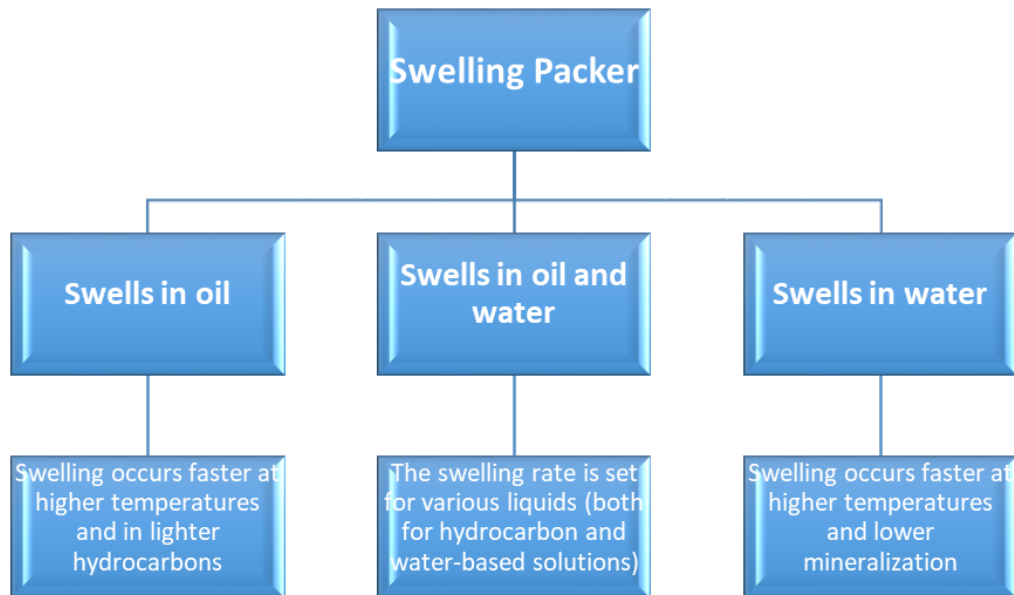 Swelling Packer
Swells in oil
Swells in oil and
water
Swells in water
Swelling occurs faster at
higher temperatures
and in lighter
hydrocarbons
The swelling rate is set
for various liquids (both
for hydrocarbon and
water-based solutions)
Swelling occurs faster at
higher temperatures
and lower
mineralization